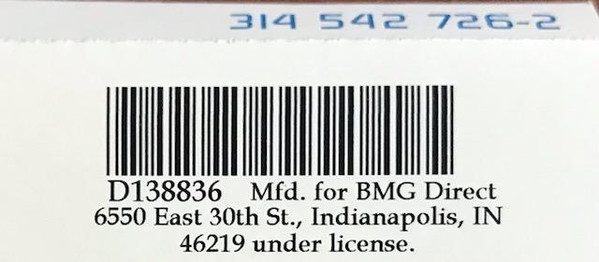 314 542 726-2
D138836 Mfd. for BMG Direct
6550 East 30th St., Indianapolis, IN
46219 under license.